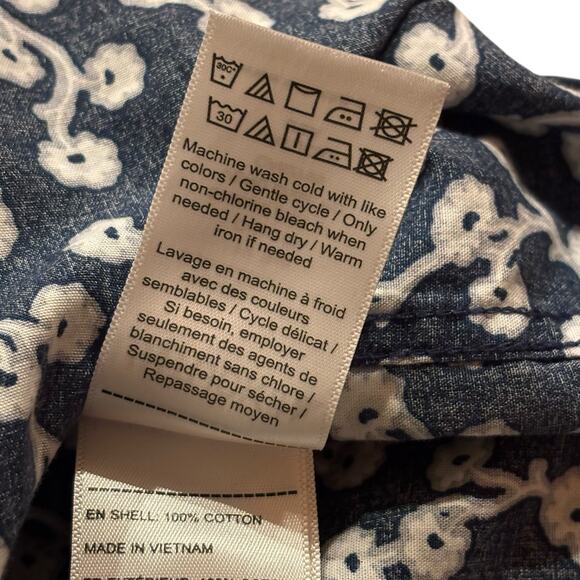 300°
30
Machine wash cold with like
colors / Gentle cycle / Only
non-chlorine bleach when
needed / Hang dry / Warm
iron if needed
Lavage en machine à froid
avec des couleurs
semblables / Cycle délicat /
Si besoin, employer
seulement des agents de
blanchiment sans chlore /
Suspendre pour sécher /
Repassage moyen
EN SHELL: 100% COTTON
MADE IN VIETNAM